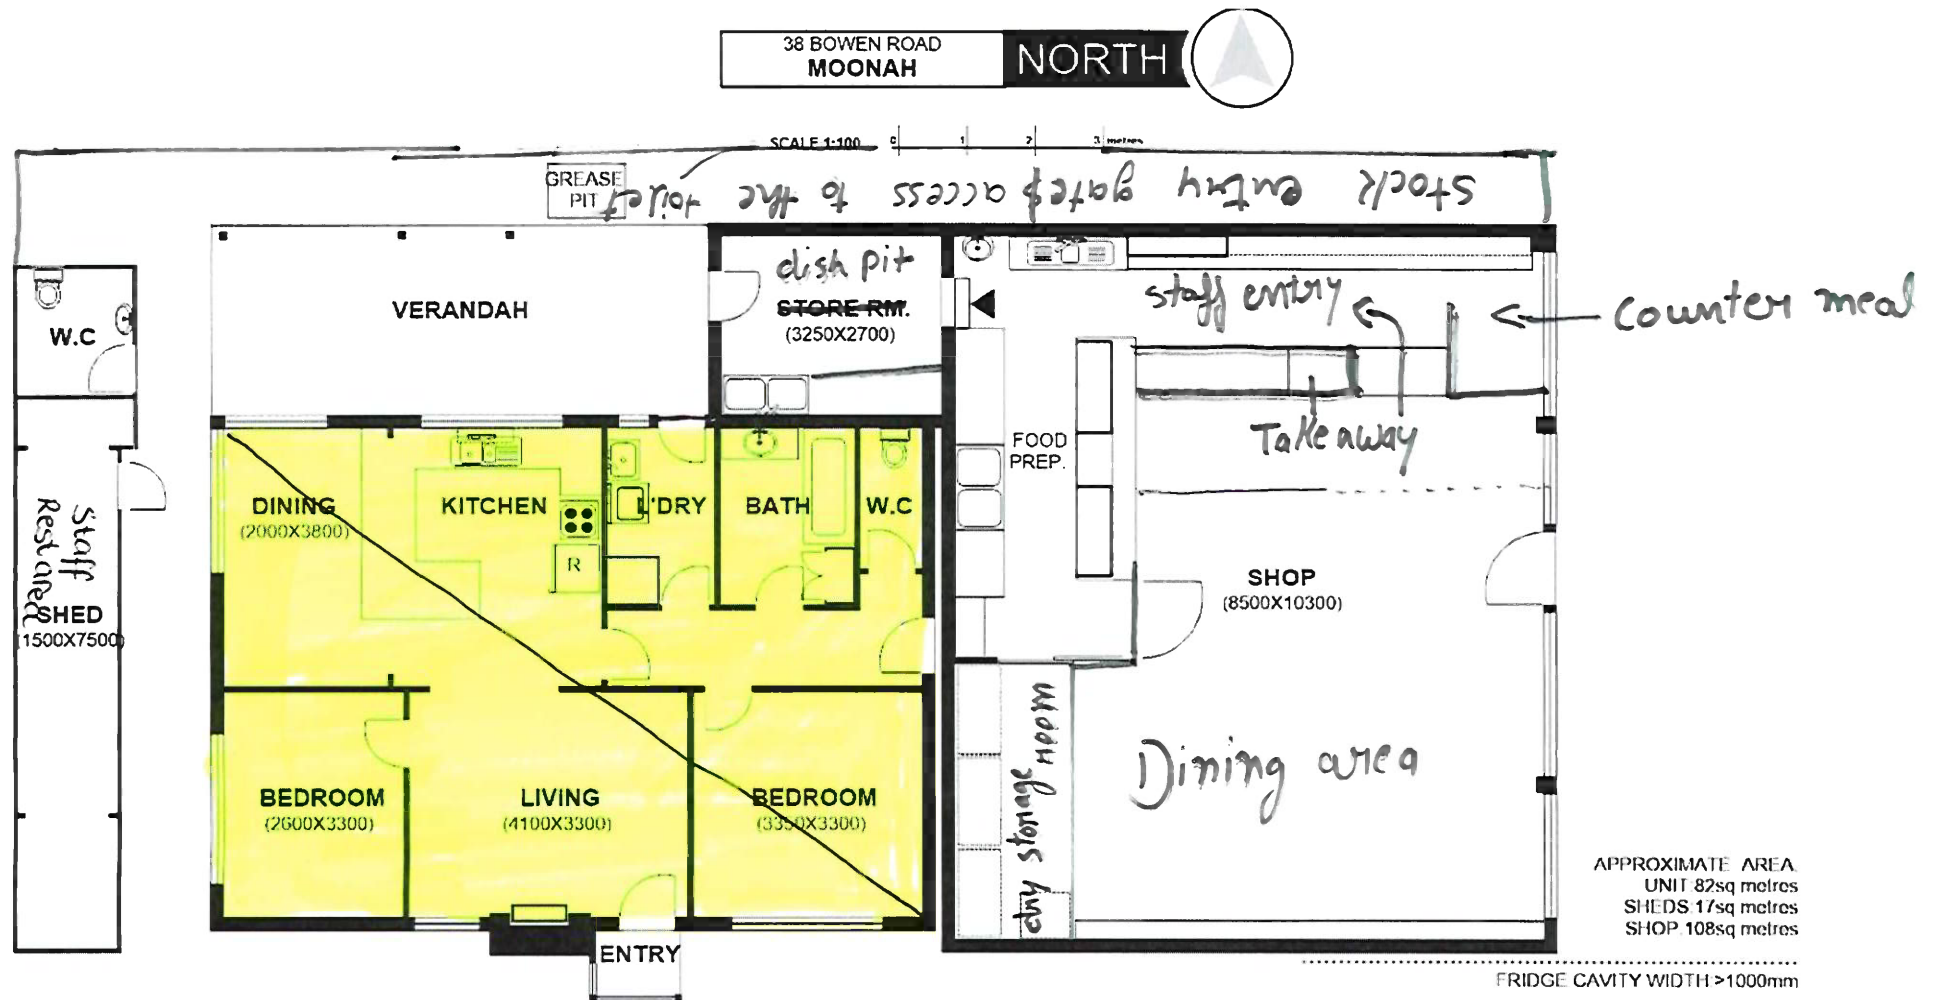 38 BOWEN ROAD
MOONAH
NORTH
SCALE 1:100
0 1 2 3 metres
GREASE
PIT
Stock entry gate & access to the toilet
W.C
VERANDAH
dish pit
STORE RM.
(3250X2700)
staff entry
Counter meal
Takeaway
FOOD
PREP.
DINING
(2000X3800)
KITCHEN
L'DRY
BATH
W.C
R
Staff
Rest area
SHED
(1500X7500)
SHOP
(8500X10300)
BEDROOM
(2600X3300)
LIVING
(4100X3300)
BEDROOM
(3350X3300)
dry storage room
Dining area
ENTRY
APPROXIMATE AREA.
UNIT:82sq metres
SHEDS:17sq metres
SHOP:108sq metres
FRIDGE CAVITY WIDTH:>1000mm